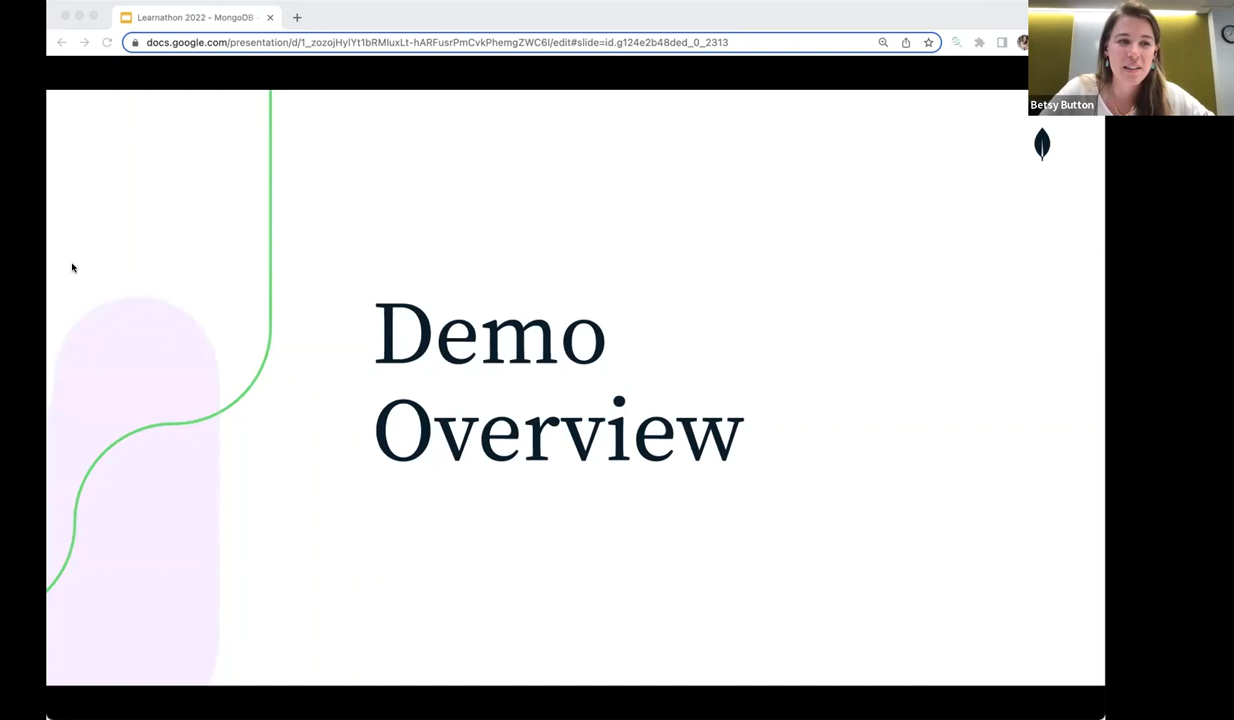 Learnathon 2022 - MongoDB -
docs.google.com/presentation/d/1_zozojHylYt1bRMluxLt-hARFusrPmCvkPhemgZWC6I/edit#slide=id.g124e2b48ded_0_2313
Betsy Button
Demo
Overview